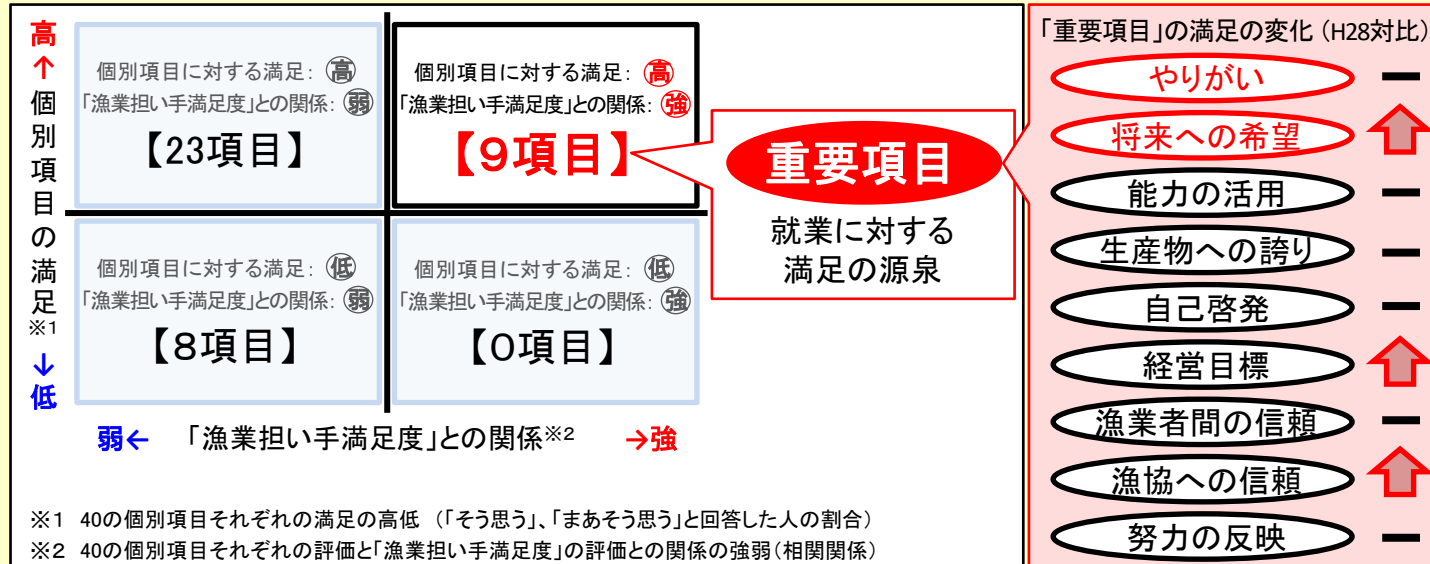 高
↑
個別項目の満足※1
↓
低
個別項目に対する満足：高
「漁業担い手満足度」との関係：弱
【23項目】
個別項目に対する満足：高
「漁業担い手満足度」との関係：強
【9項目】
個別項目に対する満足：低
「漁業担い手満足度」との関係：弱
【8項目】
個別項目に対する満足：低
「漁業担い手満足度」との関係：強
【0項目】
弱← 「漁業担い手満足度」との関係※2 →強
重要項目
就業に対する
満足の源泉
※1 40の個別項目それぞれの満足の高低 （「そう思う」、「まあそう思う」と回答した人の割合）
※2 40の個別項目それぞれの評価と「漁業担い手満足度」の評価との関係の強弱（相関関係）
「重要項目」の満足の変化（H28対比）
やりがい ー
将来への希望
能力の活用 ー
生産物への誇り ー
自己啓発 ー
経営目標
漁業者間の信頼 ー
漁協への信頼
努力の反映 ー